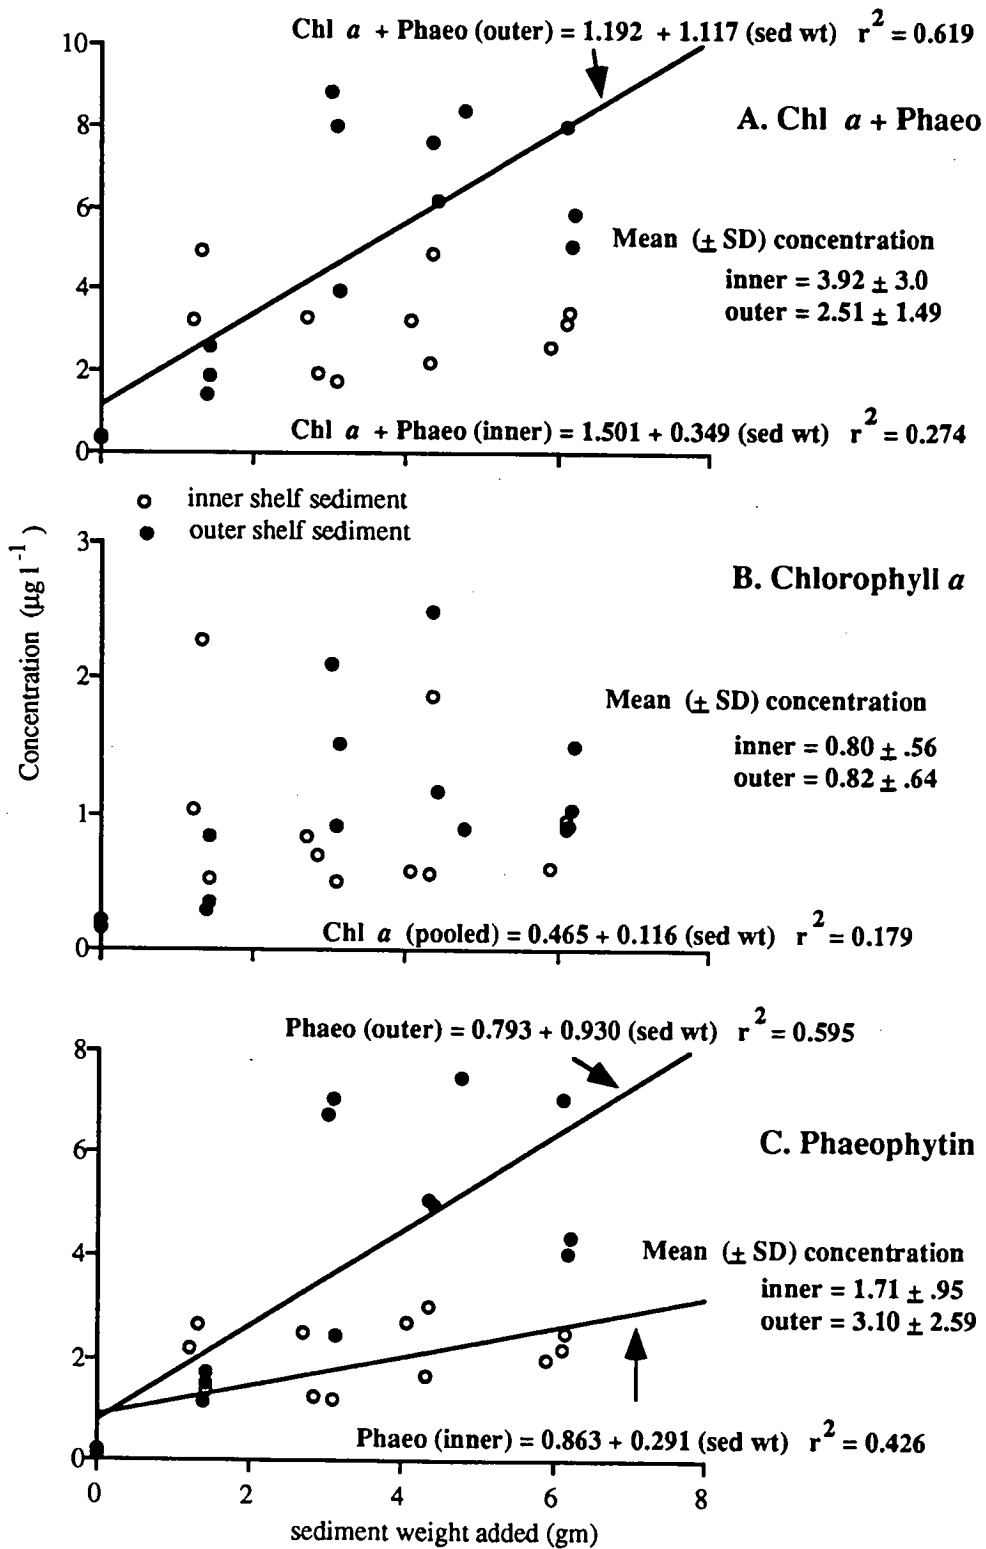 Chl a + Phaeo (outer) = 1.192 + 1.117 (sed wt) r² = 0.619
10
8
6
4
2
0
A. Chl a + Phaeo
Mean (± SD) concentration
inner = 3.92 ± 3.0
outer = 2.51 ± 1.49
Chl a + Phaeo (inner) = 1.501 + 0.349 (sed wt) r² = 0.274
inner shelf sediment
outer shelf sediment
Concentration (µg l⁻¹)
3
2
1
0
B. Chlorophyll a
Mean (± SD) concentration
inner = 0.80 ± .56
outer = 0.82 ± .64
Chl a (pooled) = 0.465 + 0.116 (sed wt) r² = 0.179
Phaeo (outer) = 0.793 + 0.930 (sed wt) r² = 0.595
8
6
4
2
0
C. Phaeophytin
Mean (± SD) concentration
inner = 1.71 ± .95
outer = 3.10 ± 2.59
Phaeo (inner) = 0.863 + 0.291 (sed wt) r² = 0.426
0 2 4 6 8
sediment weight added (gm)